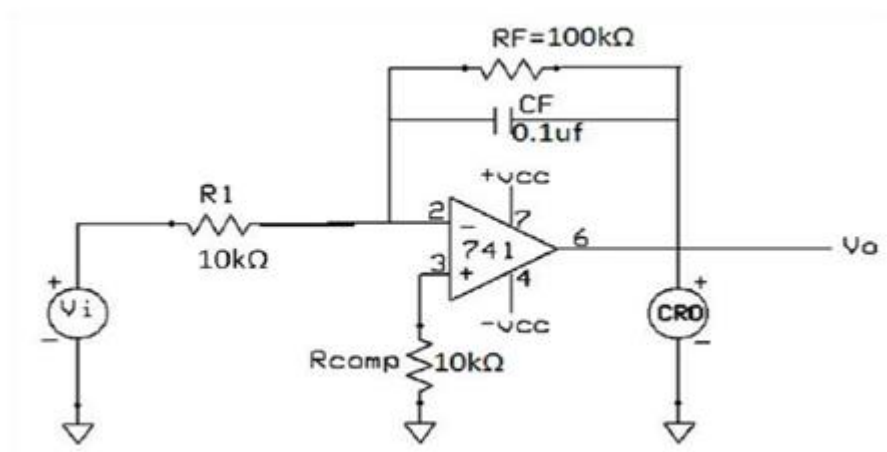 RF=100kΩ
CF
0.1uf
+Vcc
R1
10kΩ
2
7
-
741
6
Vo
3
+
4
+
Vi
-
-Vcc
+
CRO
-
Rcomp
10kΩ